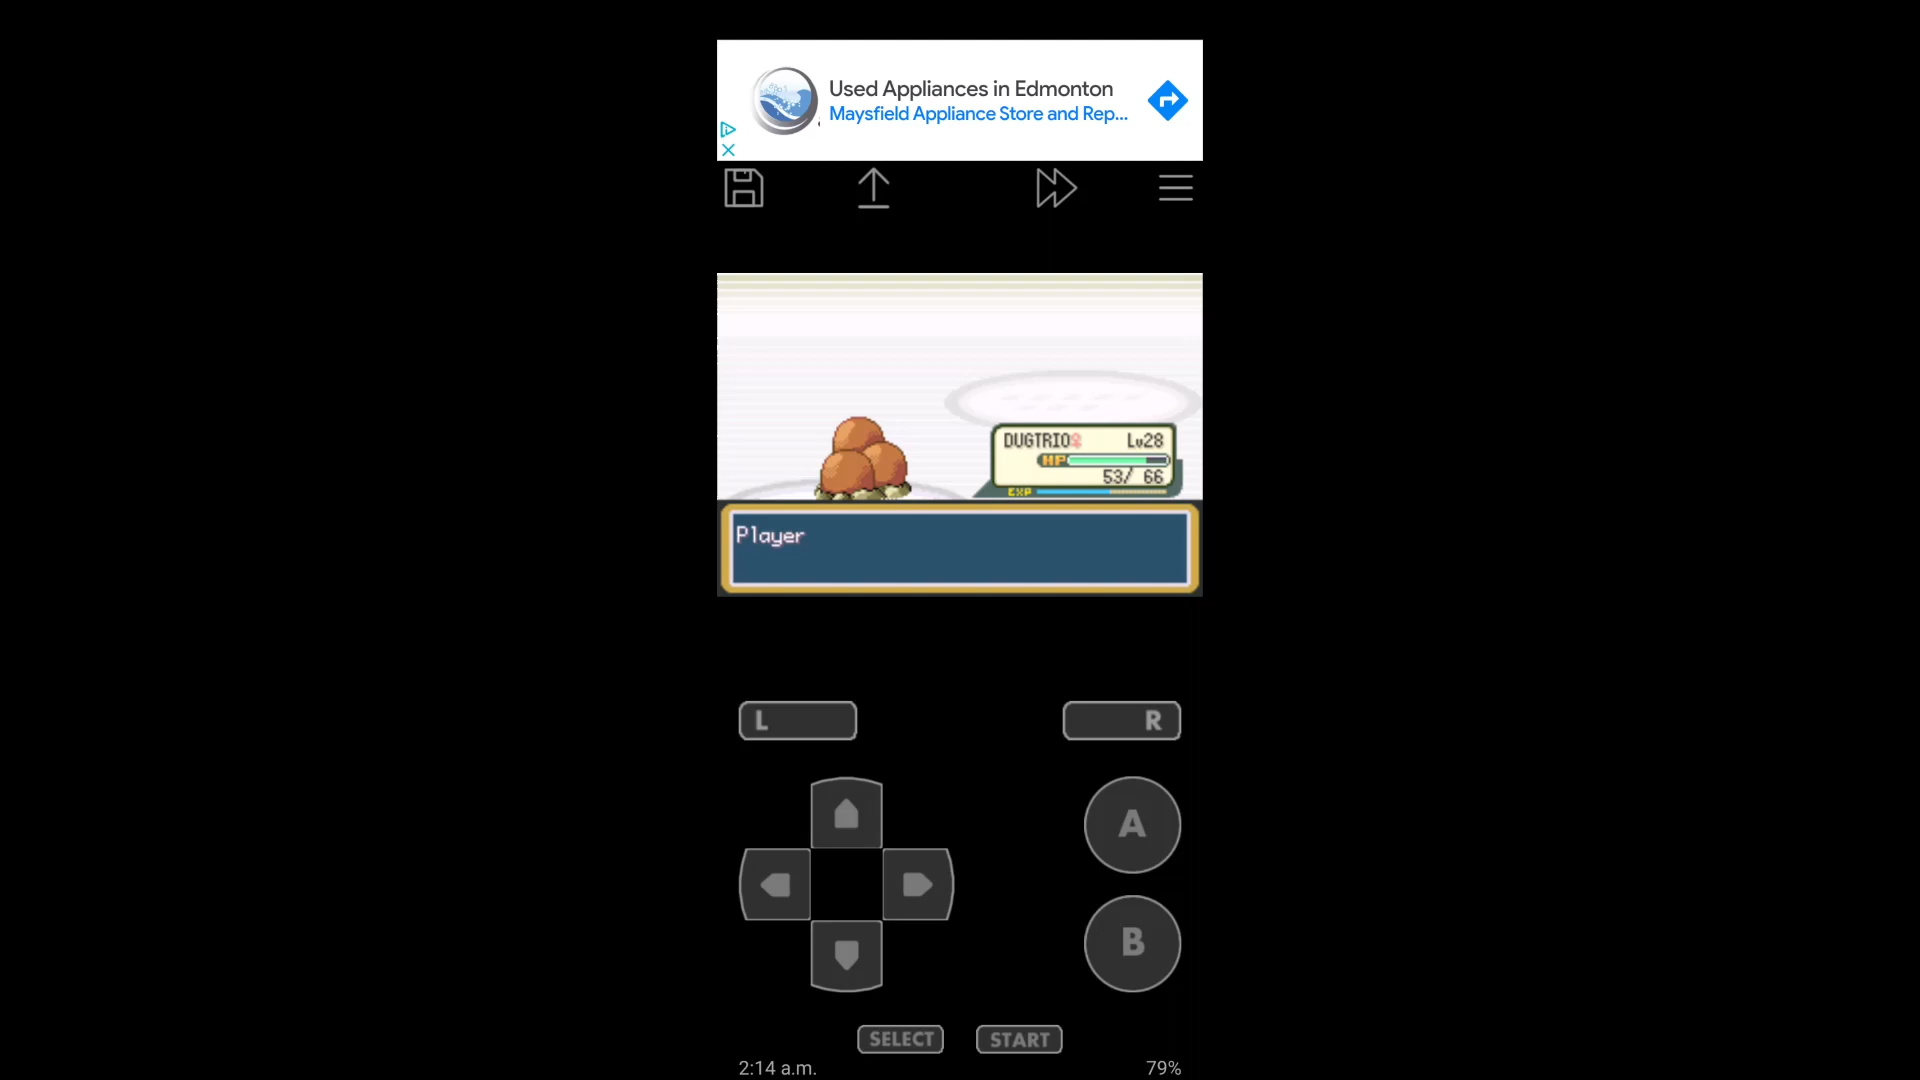 Used Appliances in Edmonton
Maysfield Appliance Store and Rep...
DUGTRIO♀ Lv28
HP
53/ 66
EXP
Player
L
R
A
B
SELECT
START
2:14 a.m.
79%